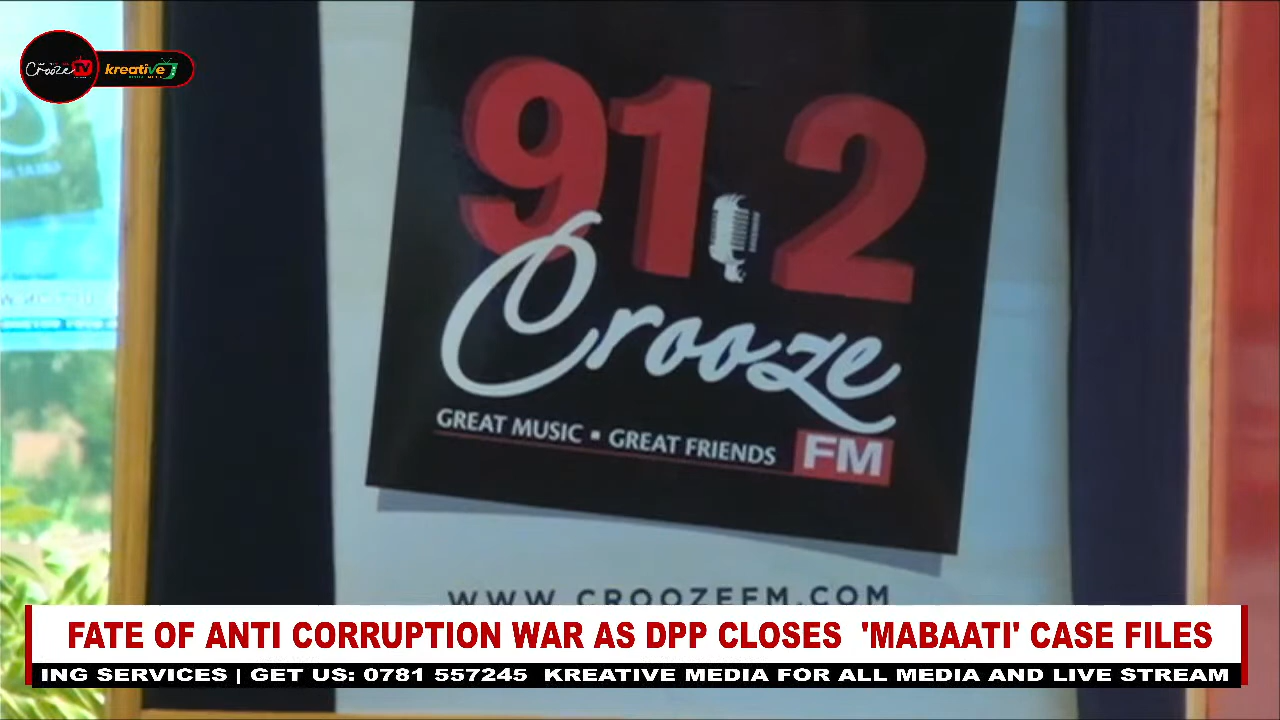 Crooze TV kreative
91.2
Crooze
GREAT MUSIC ▪ GREAT FRIENDS FM
WWW.CROOZEFM.COM
FATE OF ANTI CORRUPTION WAR AS DPP CLOSES 'MABAATI' CASE FILES
ING SERVICES | GET US: 0781 557245 KREATIVE MEDIA FOR ALL MEDIA AND LIVE STREAM